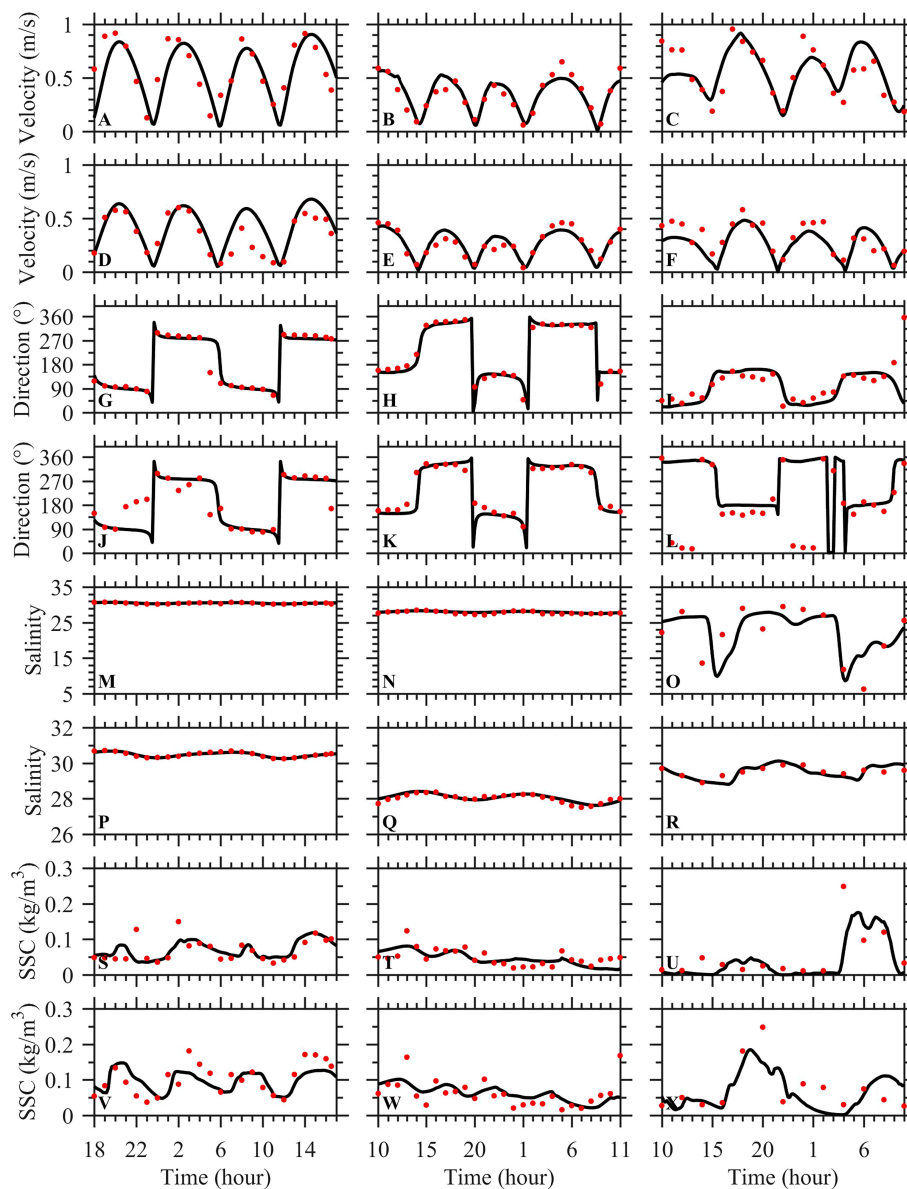 Velocity (m/s)
1
0.5
0
A
B
C
Velocity (m/s)
1
0.5
0
D
E
F
Direction (°)
360
270
180
90
0
G
H
I
Direction (°)
360
270
180
90
0
J
K
L
Salinity
35
25
15
5
M
N
O
Salinity
32
30
28
26
P
Q
R
SSC (kg/m³)
0.3
0.2
0.1
0
S
T
U
SSC (kg/m³)
0.3
0.2
0.1
0
V
W
X
18 22 2 6 10 14 10 15 20 1 6 11 10 15 20 1 6
Time (hour) Time (hour) Time (hour)